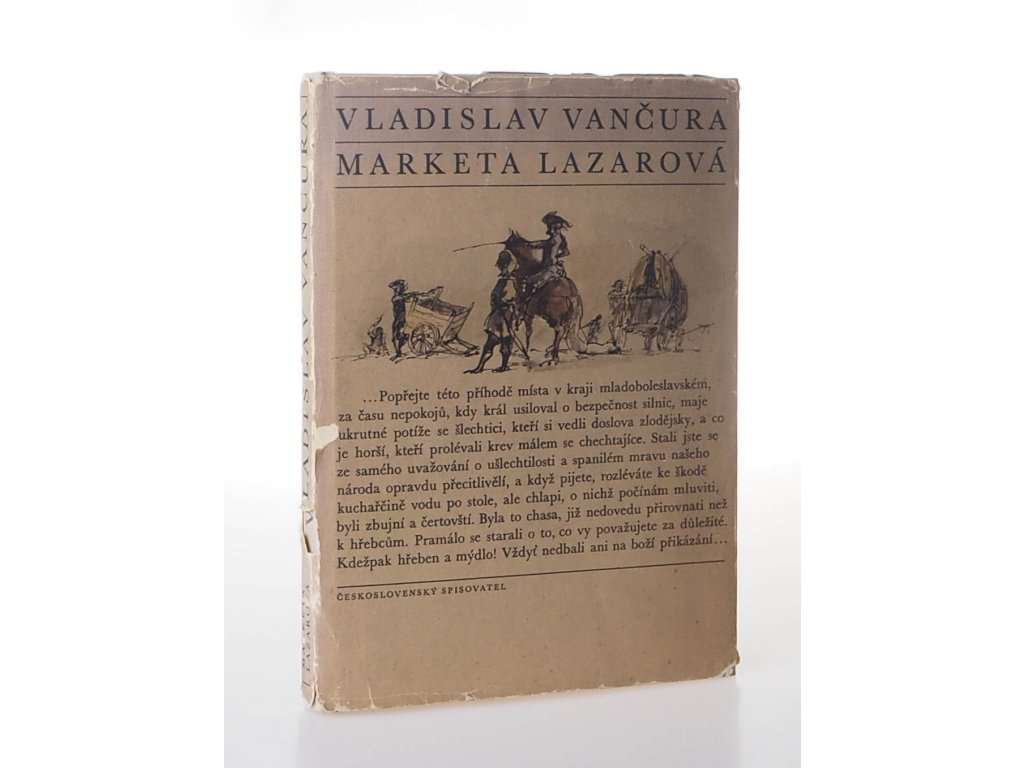 VLADISLAV VANČURA
MARKETA LAZAROVÁ
...Popřejte této příhodě místa v kraji mladoboleslavském,
za času nepokojů, kdy král usiloval o bezpečnost silnic, maje
ukrutné potíže se šlechtici, kteří si vedli doslova zlodějsky, a co
je horší, kteří prolévali krev málem se chechtajíce. Stali jste se
ze samého uvažování o ušlechtilosti a spanilém mravu našeho
národa opravdu přecitlivělí, a když pijete, rozléváte ke škodě
kuchařčině vodu po stole, ale chlapi, o nichž počínám mluviti,
byli zbujní a čertovští. Byla to chasa, již nedovedu přirovnati než
k hřebcům. Pramálo se starali o to, co vy považujete za důležité.
Kdežpak hřeben a mýdlo! Vždyť nedbali ani na boží přikázání...
ČESKOSLOVENSKÝ SPISOVATEL
VLADISLAV VANČURA
MARKETA
LAZAROVÁ